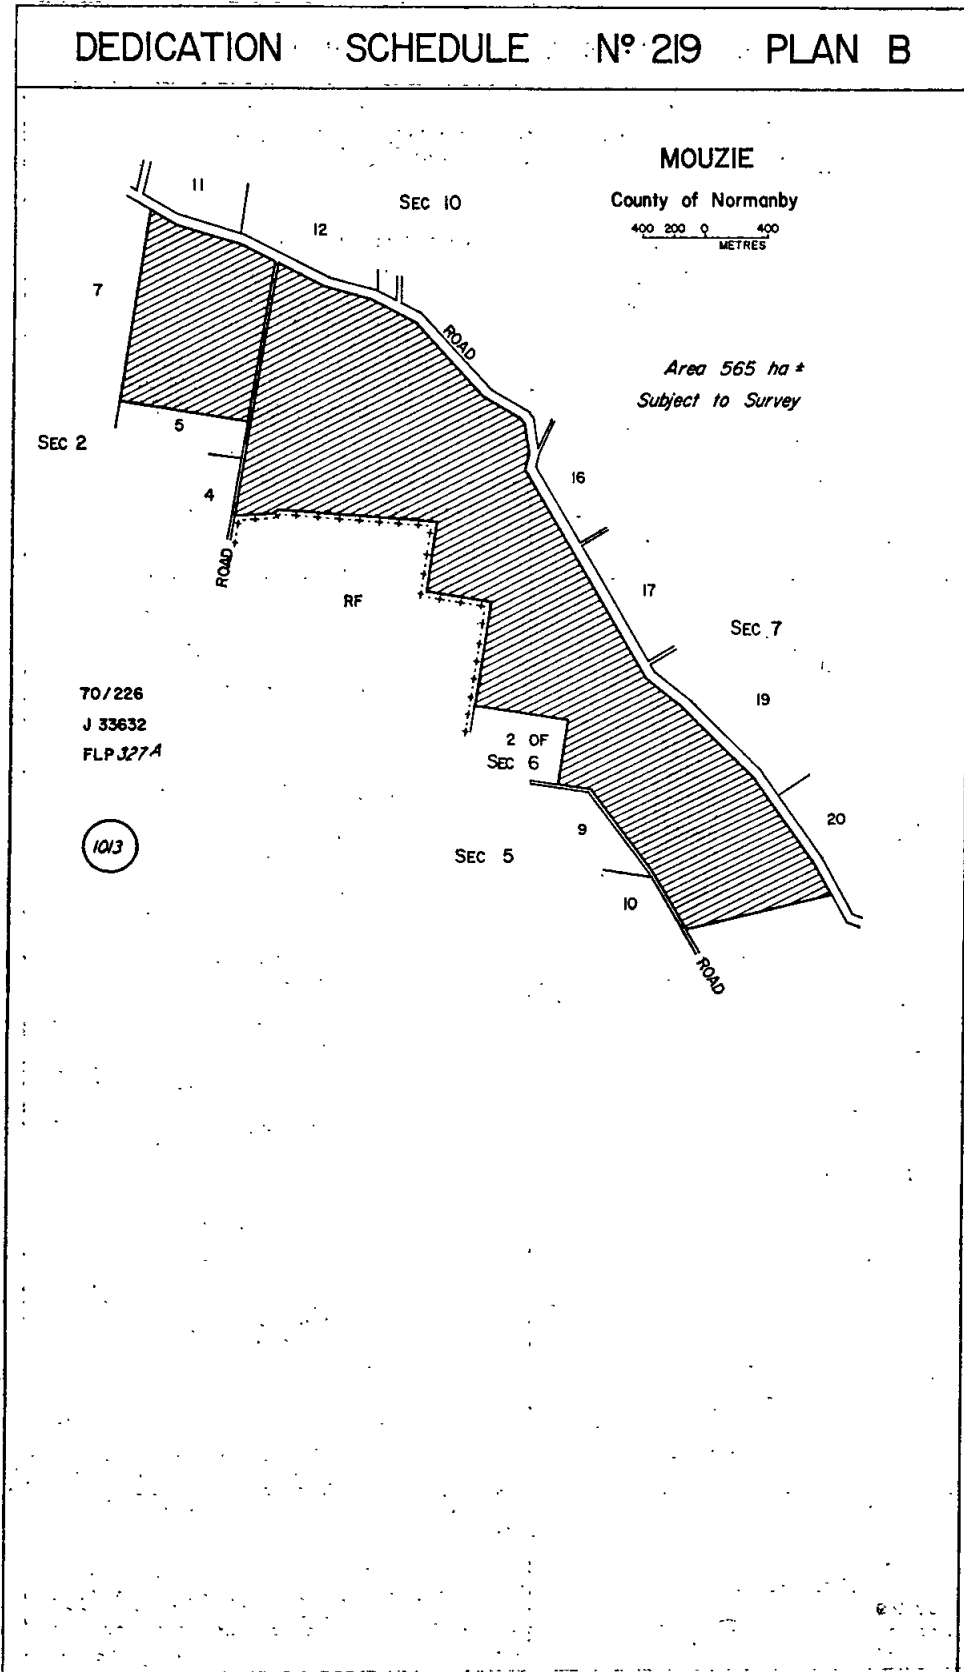 DEDICATION SCHEDULE Nº 219 PLAN B
MOUZIE
County of Normanby
400 200 0 400
METRES
11
SEC 10
12
7
ROAD
Area 565 ha ±
Subject to Survey
5
SEC 2
4
16
ROAD
RF
17
SEC 7
70/226
J 33632
FLP 327A
19
2 OF
SEC 6
1013
9
20
SEC 5
10
ROAD